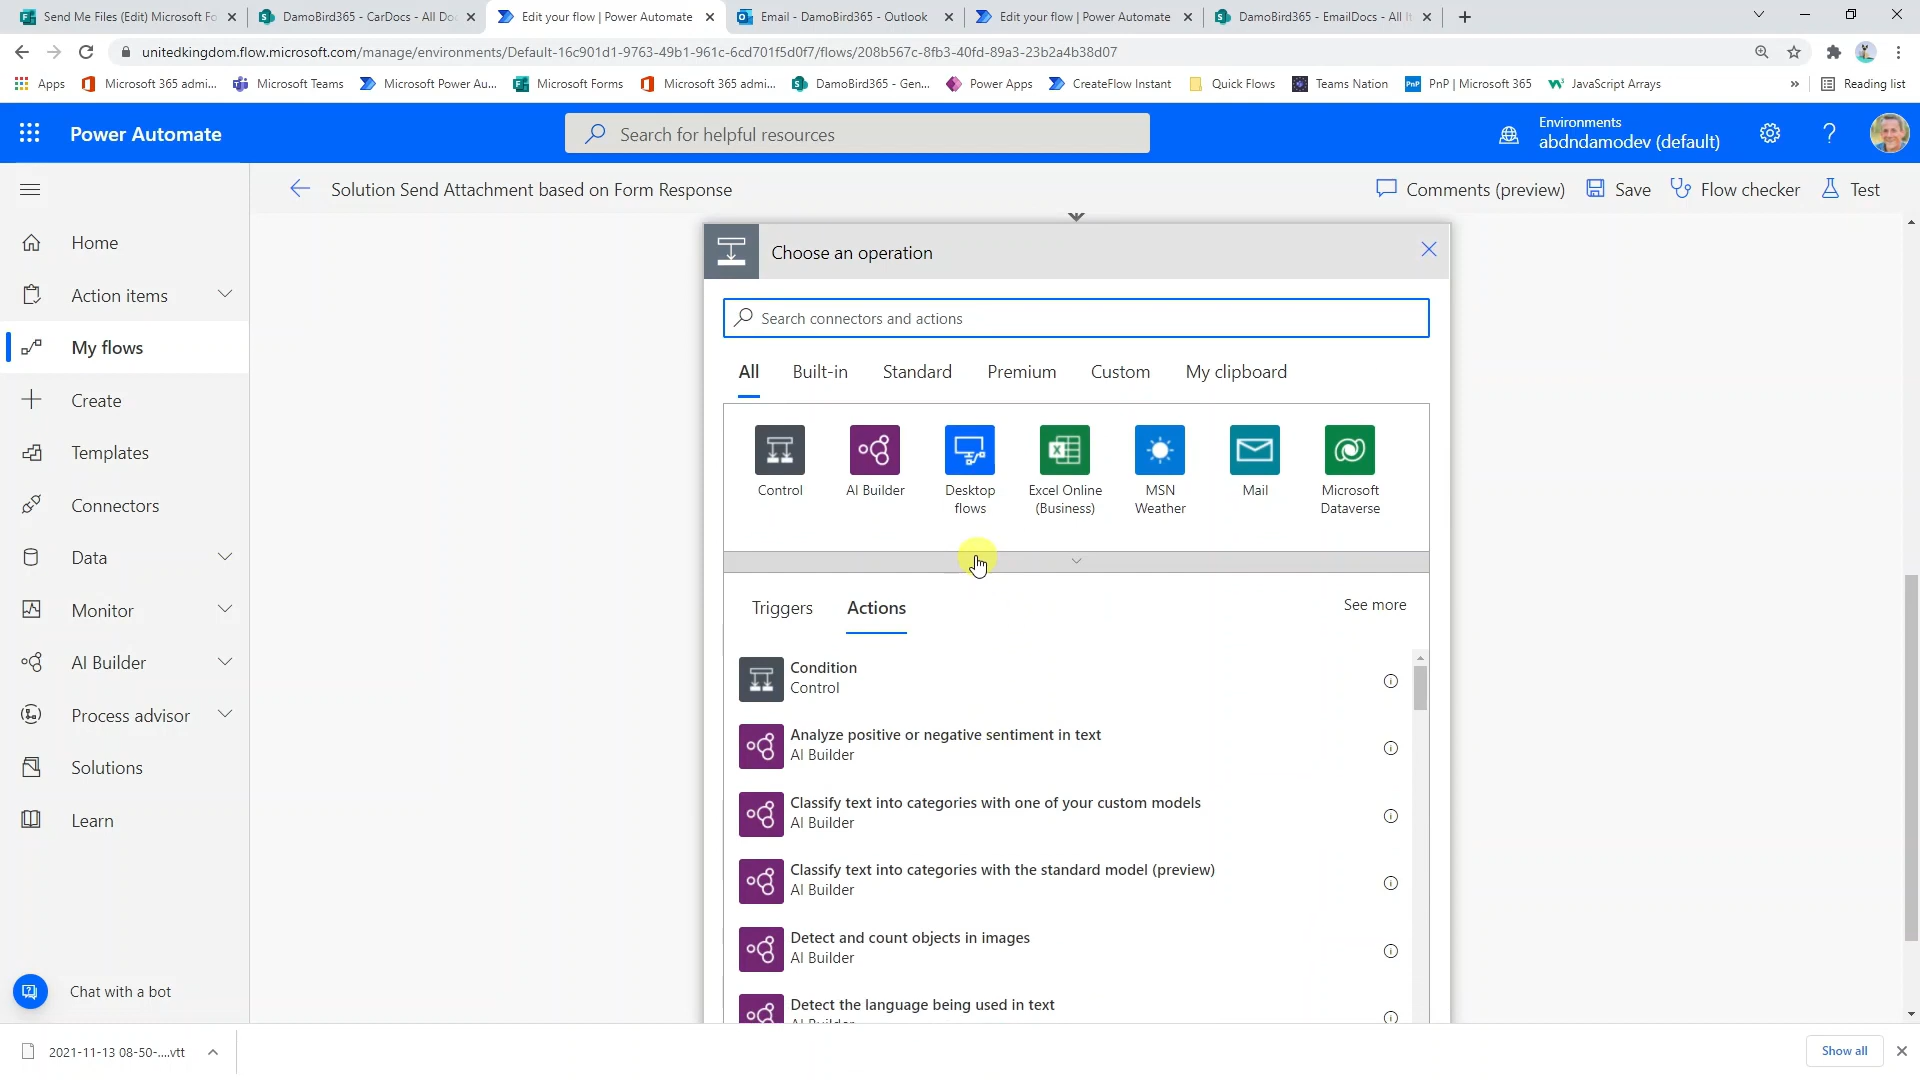 Send Me Files (Edit) Microsoft Fo
DamoBird365 - CarDocs - All Doc
Edit your flow | Power Automate
Email - DamoBird365 - Outlook
Edit your flow | Power Automate
DamoBird365 - EmailDocs - All It
unitedkingdom.flow.microsoft.com/manage/environments/Default-16c901d1-9763-49b1-961c-6cd701f5d0f7/flows/208b567c-8fb3-40fd-89a3-23b2a4b38d07
Apps
Microsoft 365 admi...
Microsoft Teams
Microsoft Power Au...
Microsoft Forms
Microsoft 365 admi...
DamoBird365 - Gen...
Power Apps
CreateFlow Instant
Quick Flows
Teams Nation
PnP | Microsoft 365
JavaScript Arrays
Reading list
Power Automate
Search for helpful resources
Environments
abdndamodev (default)
Solution Send Attachment based on Form Response
Comments (preview)
Save
Flow checker
Test
Home
Action items
My flows
Create
Templates
Connectors
Data
Monitor
AI Builder
Process advisor
Solutions
Learn
Chat with a bot
Choose an operation
Search connectors and actions
All
Built-in
Standard
Premium
Custom
My clipboard
Control
AI Builder
Desktop
flows
Excel Online
(Business)
MSN
Weather
Mail
Microsoft
Dataverse
Triggers
Actions
See more
Condition
Control
Analyze positive or negative sentiment in text
AI Builder
Classify text into categories with one of your custom models
AI Builder
Classify text into categories with the standard model (preview)
AI Builder
Detect and count objects in images
AI Builder
Detect the language being used in text
AI Builder
2021-11-13 08-50-....vtt
Show all